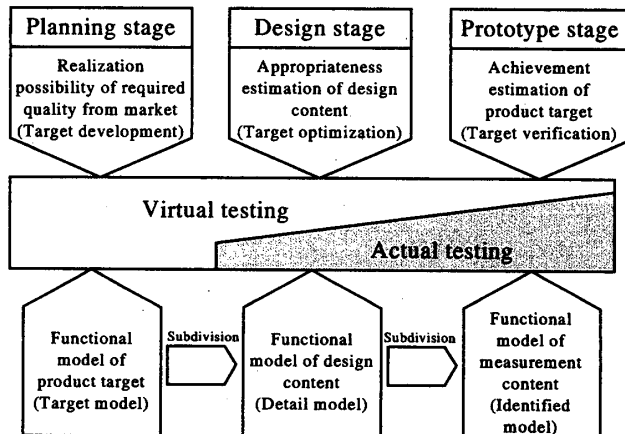 Planning stage
Realization
possibility of required
quality from market
(Target development)
Design stage
Appropriateness
estimation of design
content
(Target optimization)
Prototype stage
Achievement
estimation of
product target
(Target verification)
Virtual testing
Actual testing
Functional
model of
product target
(Target model)
Subdivision
Functional
model of design
content
(Detail model)
Subdivision
Functional
model of
measurement
content
(Identified
model)